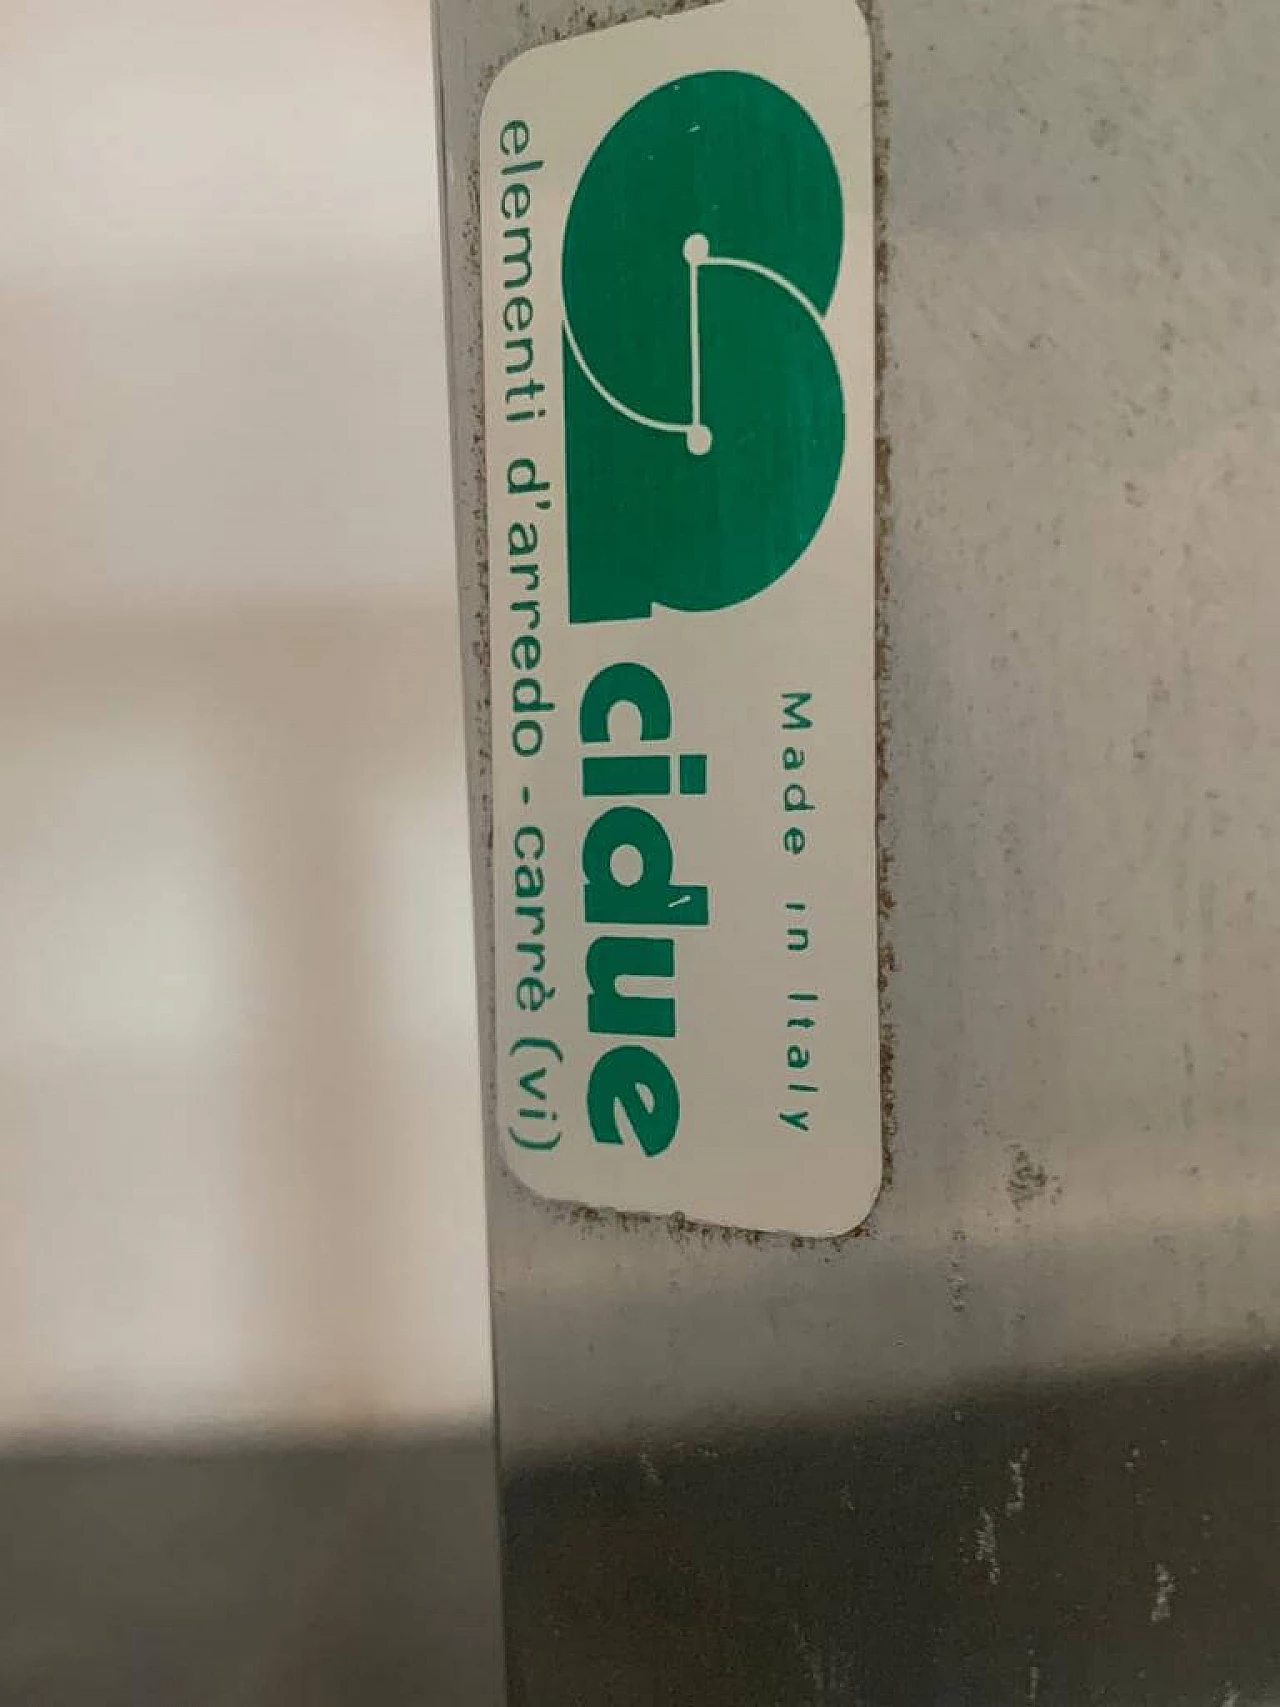 Made in Italy
cidue
elementi d'arredo - carrè (vi)